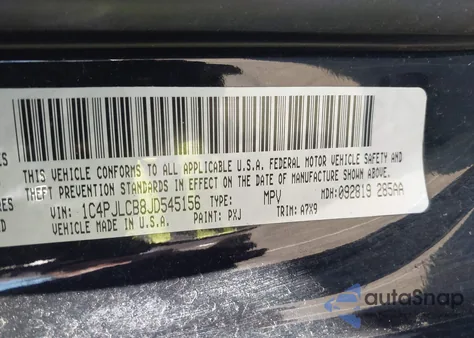 THIS VEHICLE CONFORMS TO ALL APPLICABLE U.S.A. FEDERAL MOTOR VEHICLE SAFETY AND
THEFT PREVENTION STANDARDS IN EFFECT ON THE DATE OF MANUFACTURE SHOWN ABOVE.
VIN: 1C4PJLCB8JD545156 TYPE: MPV MDH: 092819 285AA
VEHICLE MADE IN U.S.A. PAINT: PXJ TRIM: A7X9
ES
RES
autoSnap